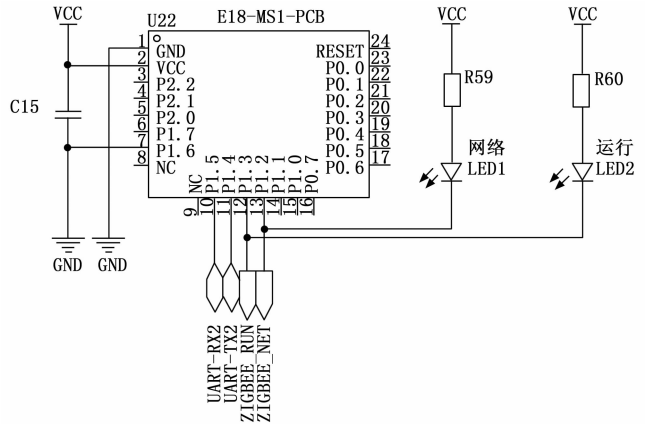 VCC
U22
E18-MS1-PCB
VCC
VCC
1
GND
2
VCC
3
P2.2
4
P2.1
5
P2.0
6
P1.7
7
P1.6
8
NC
RESET
24
P0.0
23
P0.1
22
P0.2
21
P0.3
20
P0.4
19
P0.5
18
P0.6
17
C15
R59
R60
网络
LED1
运行
LED2
NC
P1.5
P1.4
P1.3
P1.2
P1.1
P1.0
P0.7
9
10
11
12
13
14
15
16
GND
GND
UART-RX2
UART-TX2
ZIGBEE_RUN
ZIGBEE_NET